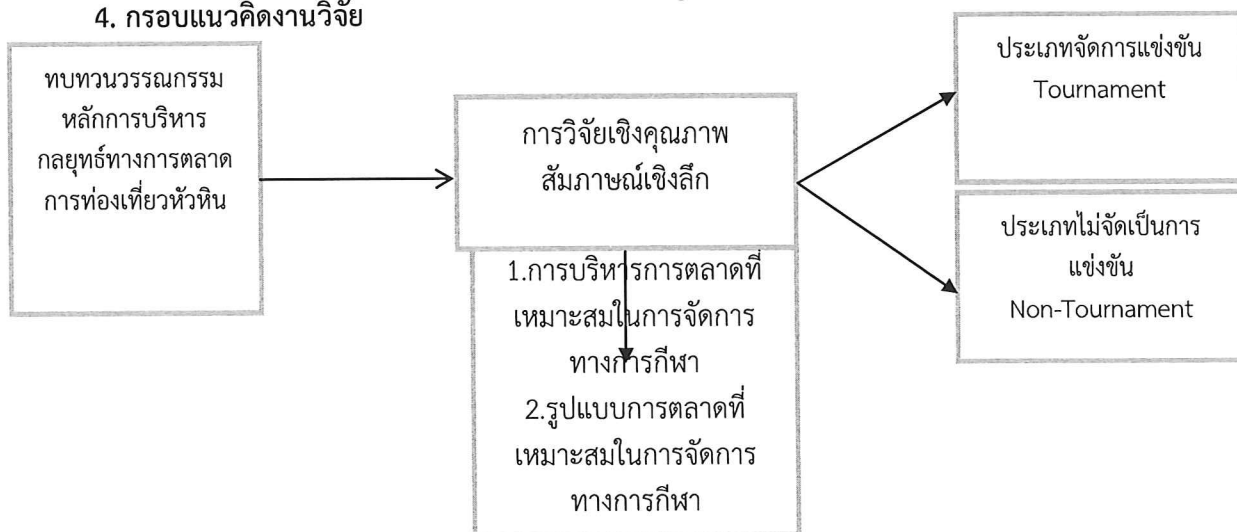 4. กรอบแนวคิดงานวิจัย
ทบทวนวรรณกรรม
หลักการบริหาร
กลยุทธ์ทางการตลาด
การท่องเที่ยวหัวหิน
การวิจัยเชิงคุณภาพ
สัมภาษณ์เชิงลึก
1.การบริหารการตลาดที่
เหมาะสมในการจัดการ
ทางการกีฬา
2.รูปแบบการตลาดที่
เหมาะสมในการจัดการ
ทางการกีฬา
ประเภทจัดการแข่งขัน
Tournament
ประเภทไม่จัดเป็นการ
แข่งขัน
Non-Tournament